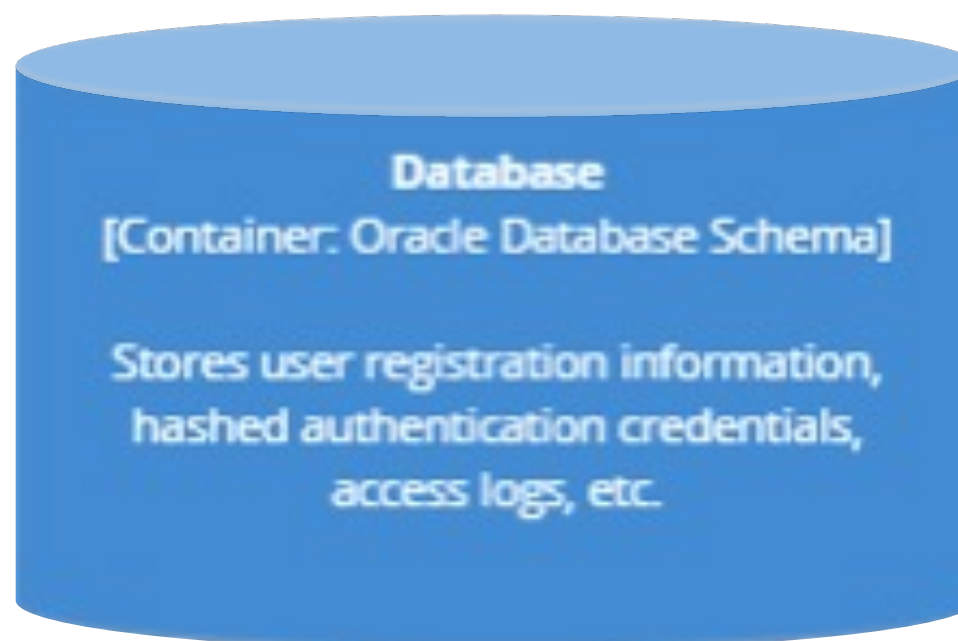 Database
[Container: Oracle Database Schema]
Stores user registration information,
hashed authentication credentials,
access logs, etc.